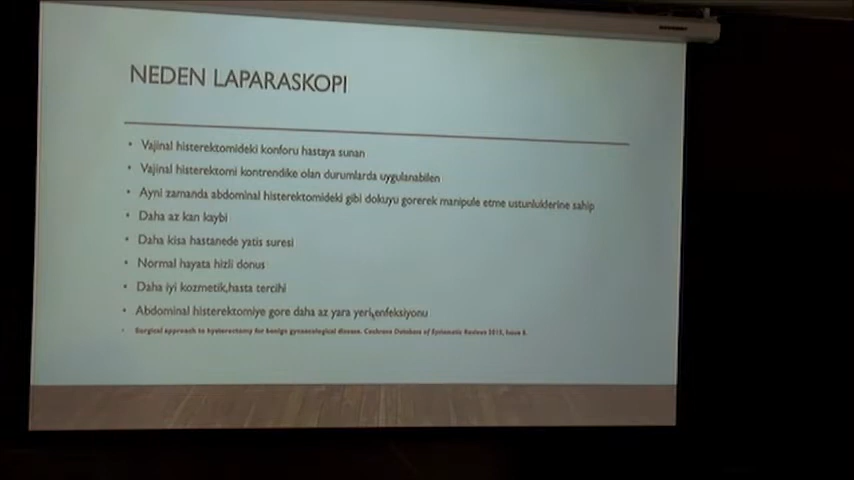 NEDEN LAPARASKOPI
• Vajinal histerektomideki konforu hastaya sunan
• Vajinal histerektomi kontrendike olan durumlarda uygulanabilen
• Ayni zamanda abdominal histerektomideki gibi dokuyu gorerek manipule etme ustunluklerine sahip
• Daha az kan kaybi
• Daha kisa hastanede yatis suresi
• Normal hayata hizli donus
• Daha iyi kozmetik,hasta tercihi
• Abdominal histerektomiye gore daha az yara yeri,enfeksiyonu
• Surgical approach to hysterectomy for benign gynaecological disease. Cochrane Database of Systematic Reviews 2015, Issue 8.